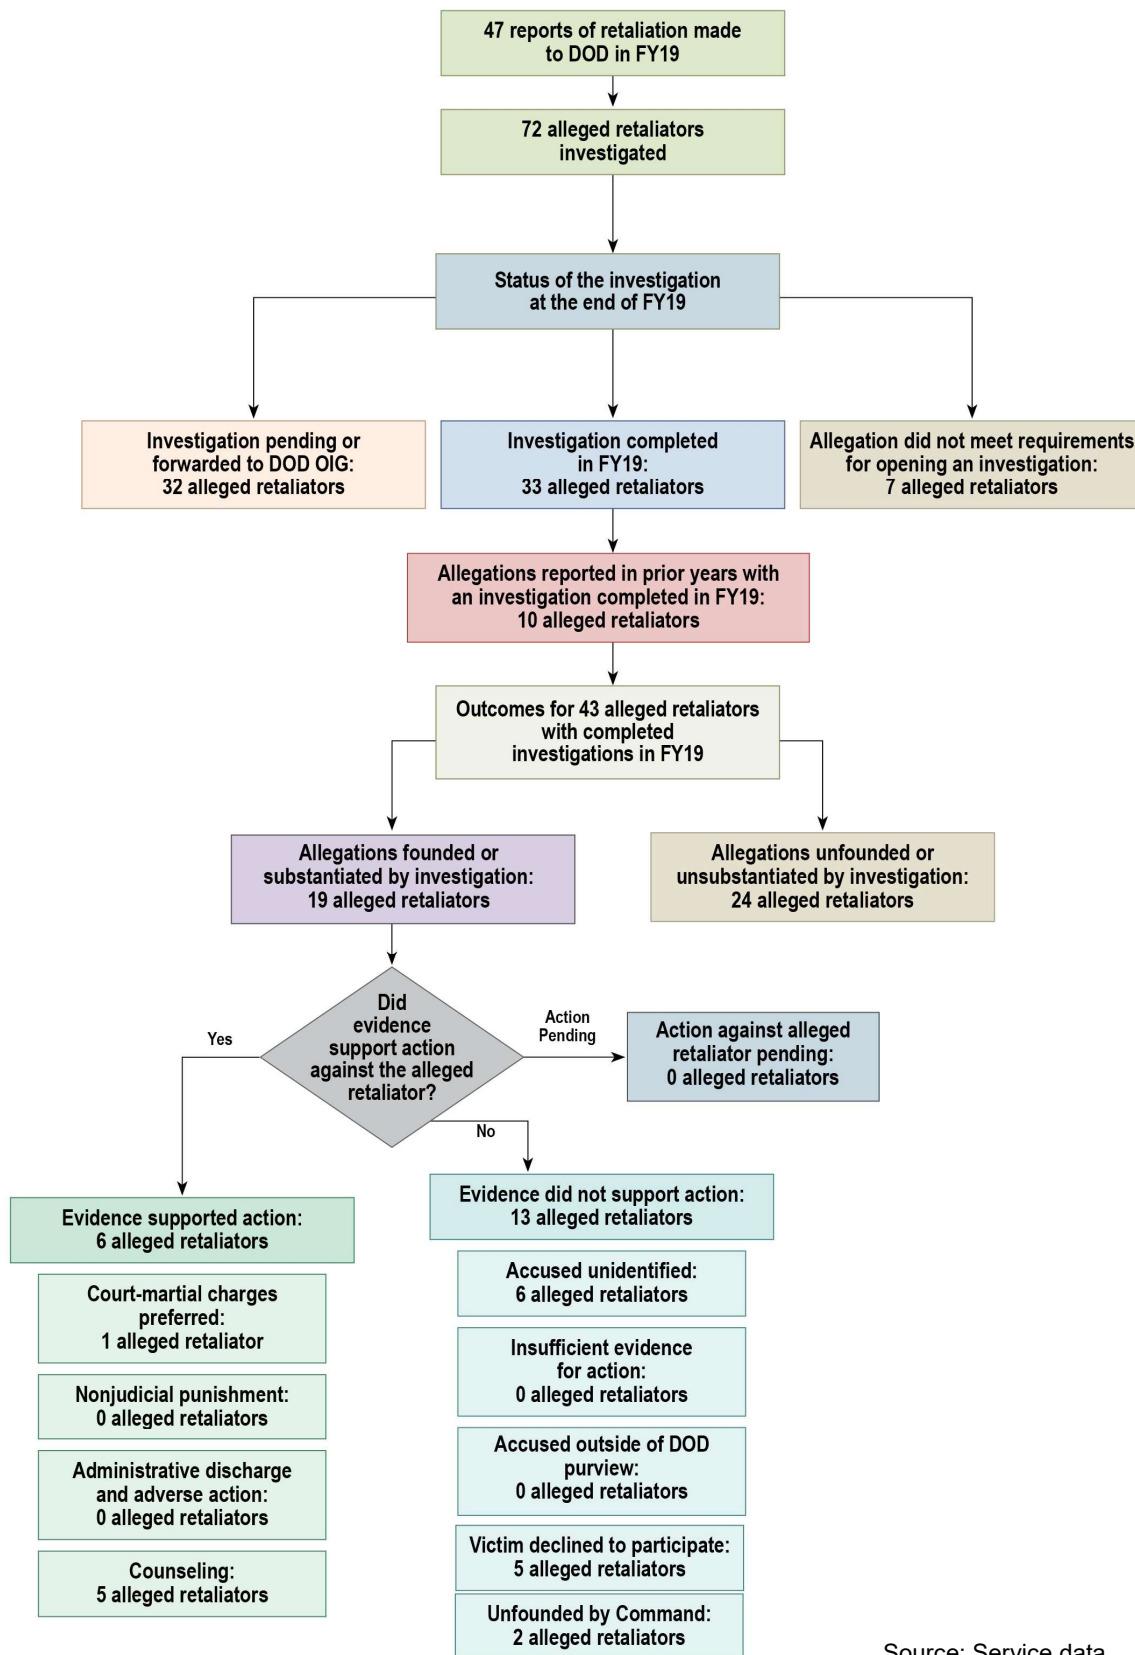 47 reports of retaliation made
to DOD in FY19
72 alleged retaliators
investigated
Status of the investigation
at the end of FY19
Investigation pending or
forwarded to DOD OIG:
32 alleged retaliators
Investigation completed
in FY19:
33 alleged retaliators
Allegation did not meet requirements
for opening an investigation:
7 alleged retaliators
Allegations reported in prior years with
an investigation completed in FY19:
10 alleged retaliators
Outcomes for 43 alleged retaliators
with completed
investigations in FY19
Allegations founded or
substantiated by investigation:
19 alleged retaliators
Allegations unfounded or
unsubstantiated by investigation:
24 alleged retaliators
Did
evidence
support action
against the alleged
retaliator?
Yes
Action
Pending
No
Action against alleged
retaliator pending:
0 alleged retaliators
Evidence supported action:
6 alleged retaliators
Court-martial charges
preferred:
1 alleged retaliator
Nonjudicial punishment:
0 alleged retaliators
Administrative discharge
and adverse action:
0 alleged retaliators
Counseling:
5 alleged retaliators
Evidence did not support action:
13 alleged retaliators
Accused unidentified:
6 alleged retaliators
Insufficient evidence
for action:
0 alleged retaliators
Accused outside of DOD
purview:
0 alleged retaliators
Victim declined to participate:
5 alleged retaliators
Unfounded by Command:
2 alleged retaliators
Source: Service data